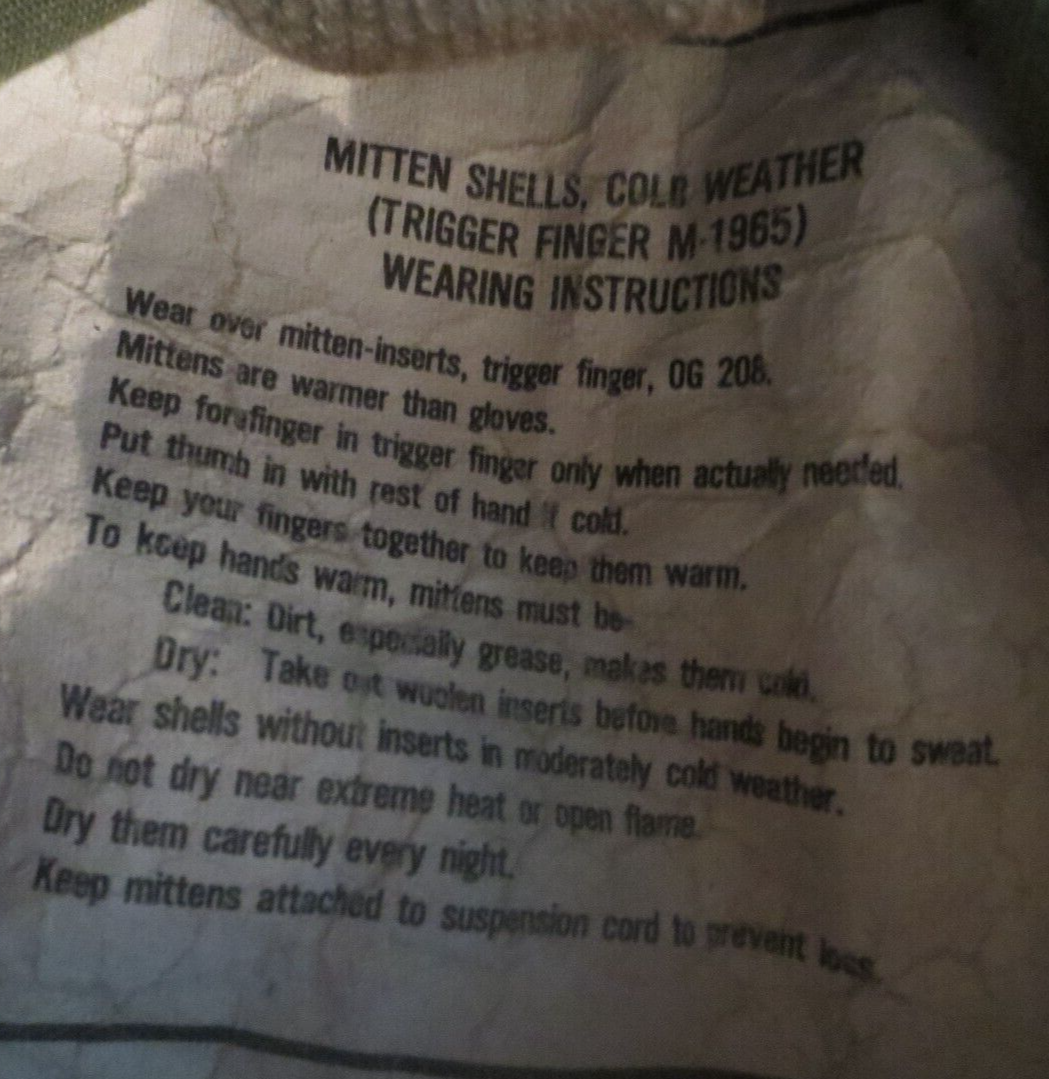 MITTEN SHELLS, COLD WEATHER
(TRIGGER FINGER M-1965)
WEARING INSTRUCTIONS
Wear over mitten-inserts, trigger finger, OG 208.
Mittens are warmer than gloves.
Keep forefinger in trigger finger only when actually needed.
Put thumb in with rest of hand if cold.
Keep your fingers together to keep them warm.
To keep hands warm, mittens must be-
Clean: Dirt, especially grease, makes them cold.
Dry: Take out woolen inserts before hands begin to sweat.
Wear shells without inserts in moderately cold weather.
Do not dry near extreme heat or open flame.
Dry them carefully every night.
Keep mittens attached to suspension cord to prevent loss.